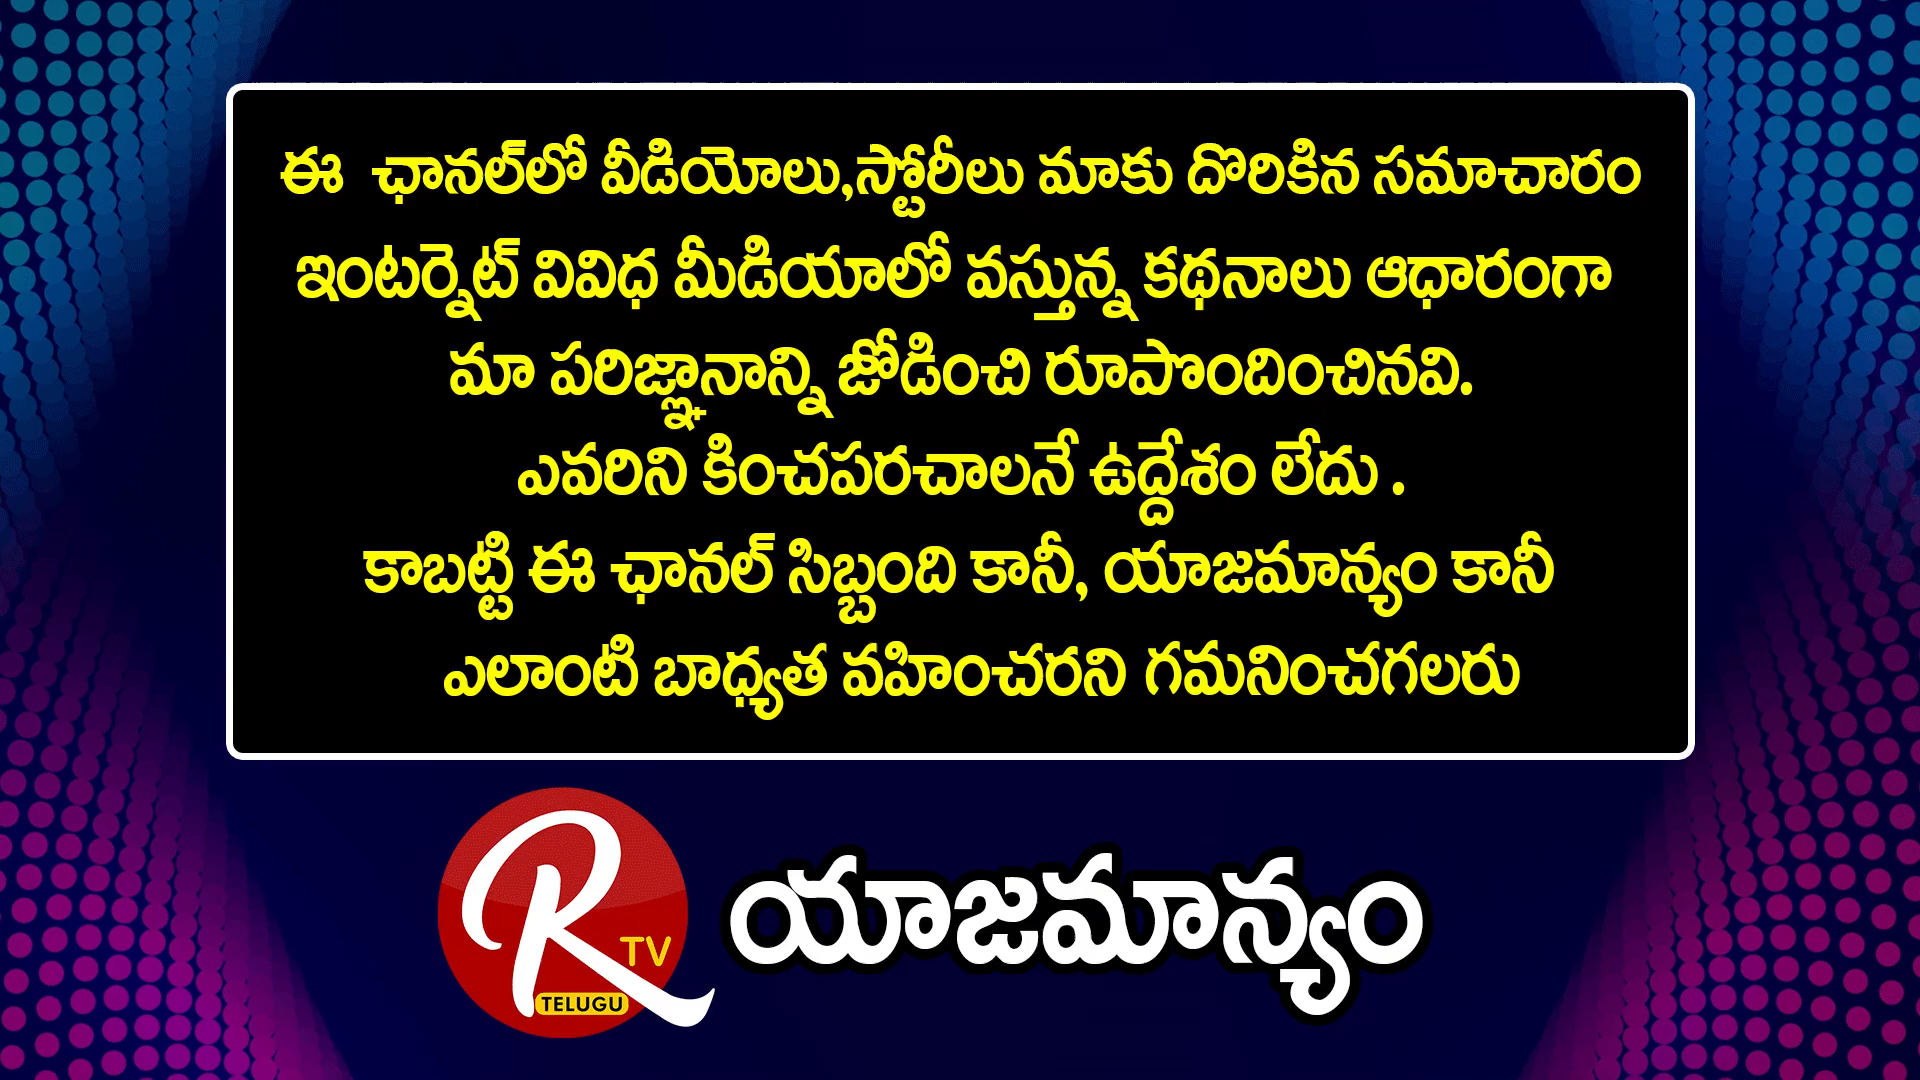 ఈ ఛానల్‌లో వీడియోలు,స్టోరీలు మాకు దొరికిన సమాచారం
ఇంటర్నెట్ వివిధ మీడియాలో వస్తున్న కథనాలు ఆధారంగా
మా పరిజ్ఞానాన్ని జోడించి రూపొందించినవి.
ఎవరిని కించపరచాలనే ఉద్దేశం లేదు .
కాబట్టి ఈ ఛానల్ సిబ్బంది కానీ, యాజమాన్యం కానీ
ఎలాంటి బాధ్యత వహించరని గమనించగలరు
R TV
TELUGU
యాజమాన్యం